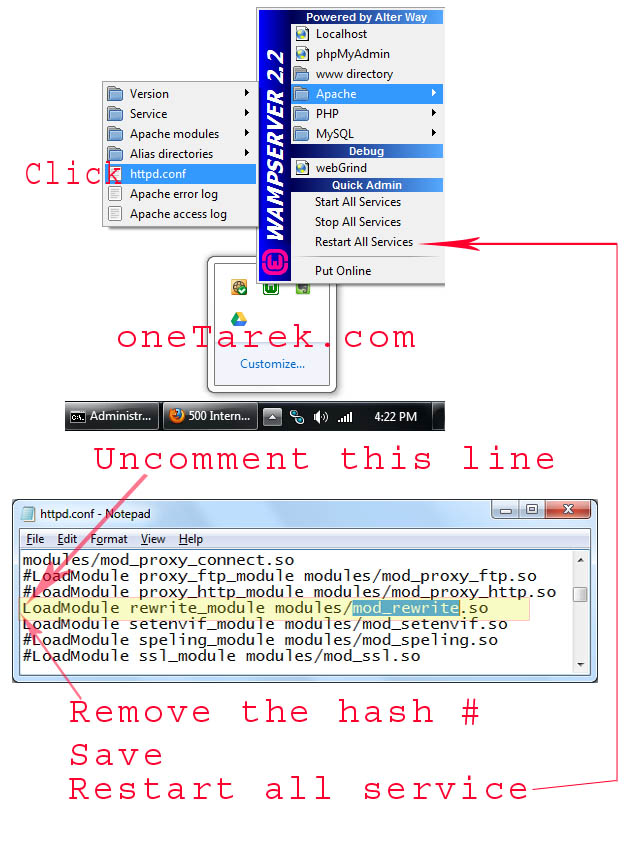 Powered by Alter Way
WAMPSERVER 2.2
Localhost
phpMyAdmin
www directory
Apache
PHP
MySQL
Debug
webGrind
Quick Admin
Start All Services
Stop All Services
Restart All Services
Put Online
Version
Service
Apache modules
Alias directories
Click
httpd.conf
Apache error log
Apache access log
oneTarek.com
Customize...
C:\.
Administr...
500 Intern...
4:22 PM
Uncomment this line
httpd.conf - Notepad
File Edit Format View Help
modules/mod_proxy_connect.so
#LoadModule proxy_ftp_module modules/mod_proxy_ftp.so
#LoadModule proxy_http_module modules/mod_proxy_http.so
LoadModule rewrite_module modules/mod_rewrite.so
LoadModule setenvif_module modules/mod_setenvif.so
#LoadModule speling_module modules/mod_speling.so
#LoadModule ssl_module modules/mod_ssl.so
Remove the hash #
Save
Restart all service